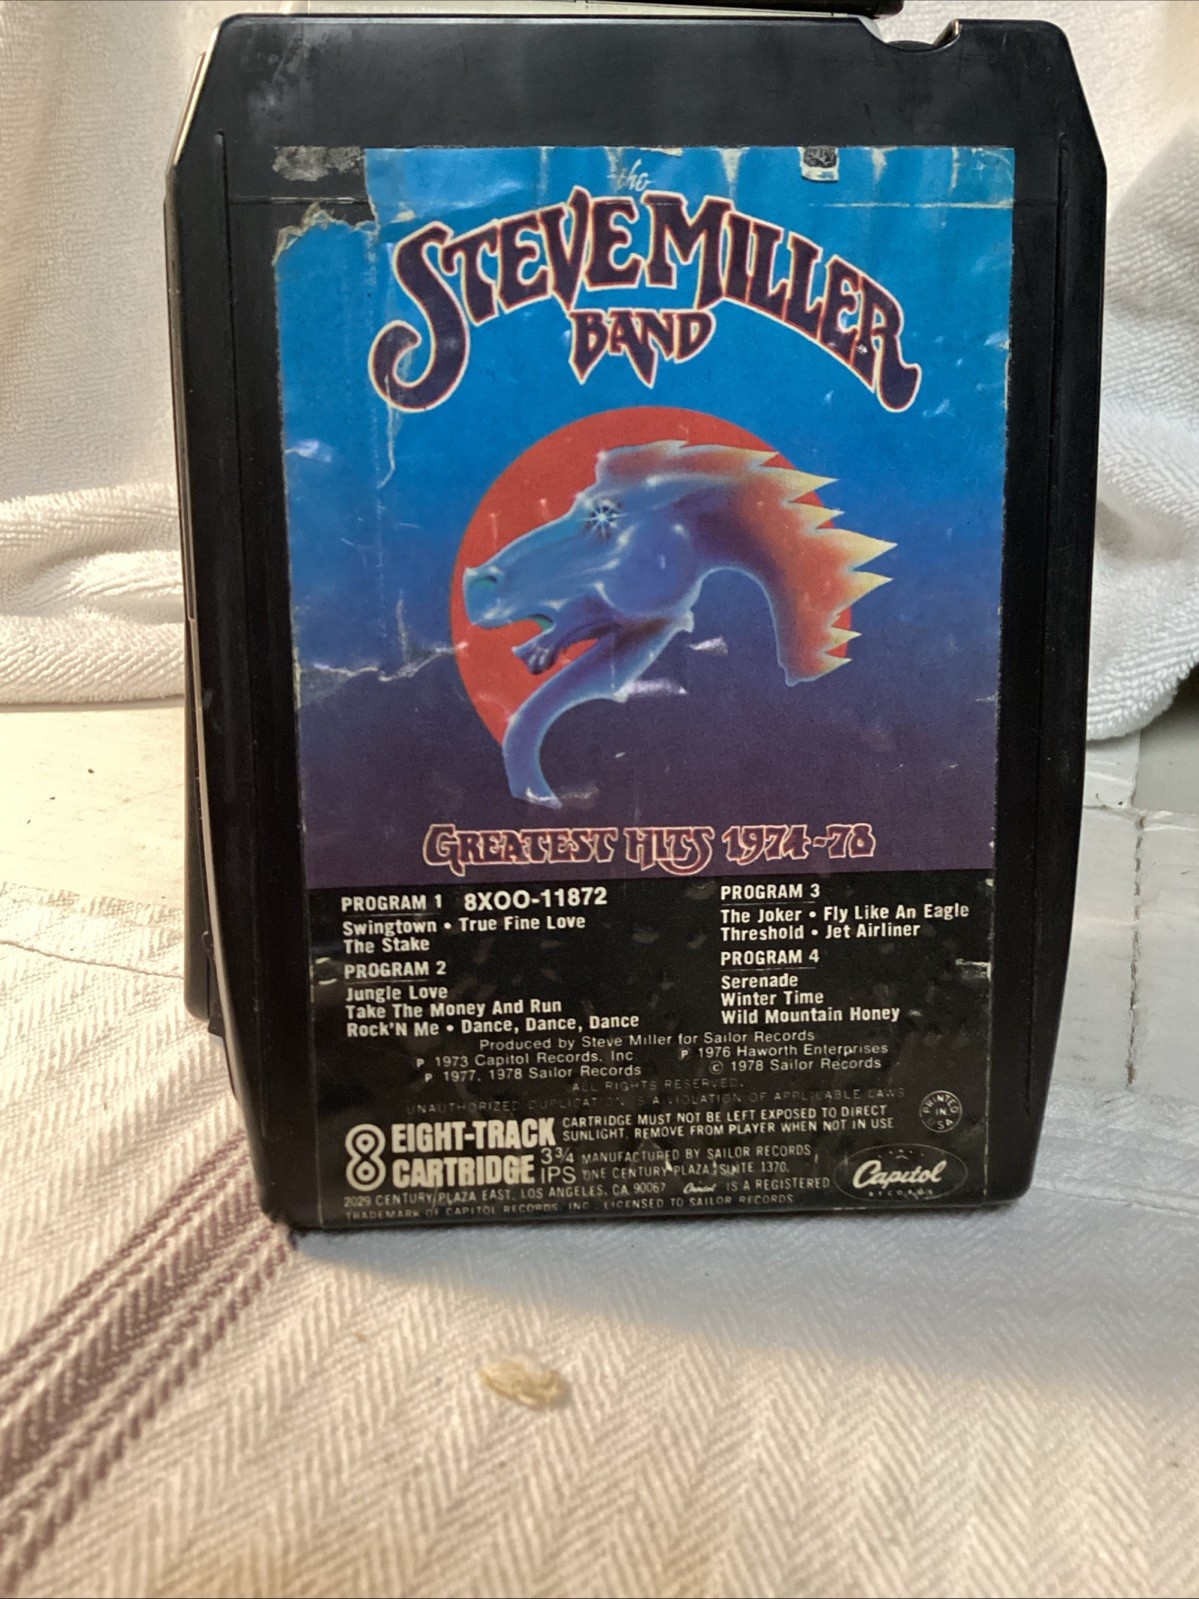 the
STEVE MILLER
BAND
GREATEST HITS 1974-78
PROGRAM 1 8XOO-11872
Swingtown • True Fine Love
The Stake
PROGRAM 2
Jungle Love
Take The Money And Run
Rock'N Me • Dance, Dance, Dance
PROGRAM 3
The Joker • Fly Like An Eagle
Threshold • Jet Airliner
PROGRAM 4
Serenade
Winter Time
Wild Mountain Honey
Produced by Steve Miller for Sailor Records
℗ 1973 Capitol Records, Inc ℗ 1976 Haworth Enterprises
℗ 1977, 1978 Sailor Records © 1978 Sailor Records
ALL RIGHTS RESERVED.
UNAUTHORIZED DUPLICATION IS A VIOLATION OF APPLICABLE LAWS
PRINTED
IN
USA
8 EIGHT-TRACK
CARTRIDGE
CARTRIDGE MUST NOT BE LEFT EXPOSED TO DIRECT
SUNLIGHT. REMOVE FROM PLAYER WHEN NOT IN USE
3¾
IPS
MANUFACTURED BY SAILOR RECORDS,
ONE CENTURY PLAZA, SUITE 1370,
2029 CENTURY PLAZA EAST, LOS ANGELES, CA. 90067 Capitol IS A REGISTERED
TRADEMARK OF CAPITOL RECORDS, INC., LICENSED TO SAILOR RECORDS
Capitol
RECORDS